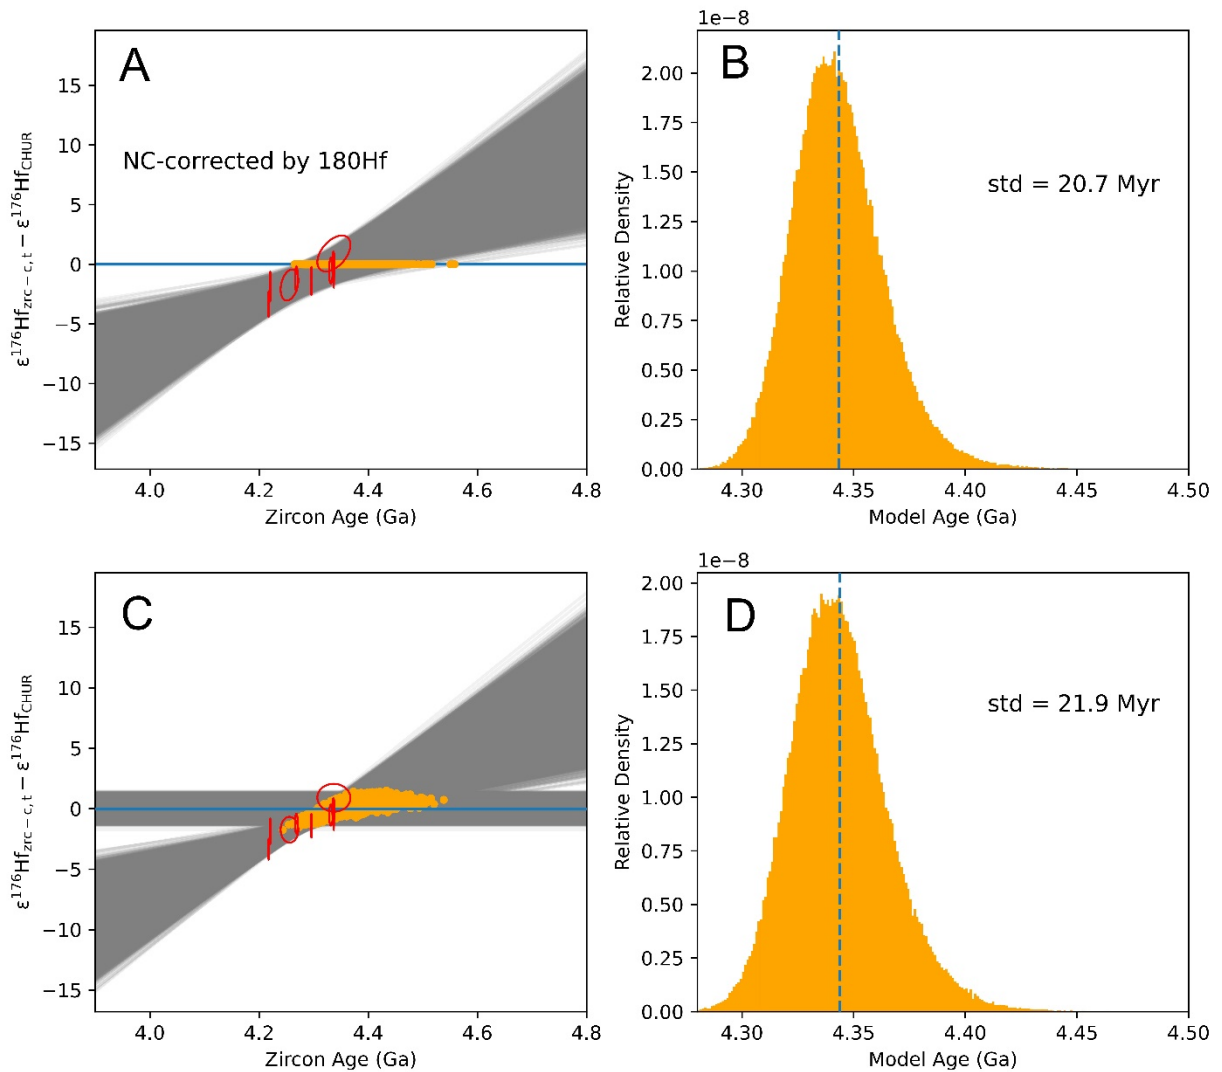 A
NC-corrected by 180Hf
15
10
5
0
−5
−10
−15
ε¹⁷⁶Hf_zrc−c,t − ε¹⁷⁶Hf_CHUR
4.0 4.2 4.4 4.6 4.8
Zircon Age (Ga)
1e−8
B
std = 20.7 Myr
2.00
1.75
1.50
1.25
1.00
0.75
0.50
0.25
0.00
Relative Density
4.30 4.35 4.40 4.45 4.50
Model Age (Ga)
C
15
10
5
0
−5
−10
−15
ε¹⁷⁶Hf_zrc−c,t − ε¹⁷⁶Hf_CHUR
4.0 4.2 4.4 4.6 4.8
Zircon Age (Ga)
1e−8
D
std = 21.9 Myr
2.00
1.75
1.50
1.25
1.00
0.75
0.50
0.25
0.00
Relative Density
4.30 4.35 4.40 4.45 4.50
Model Age (Ga)